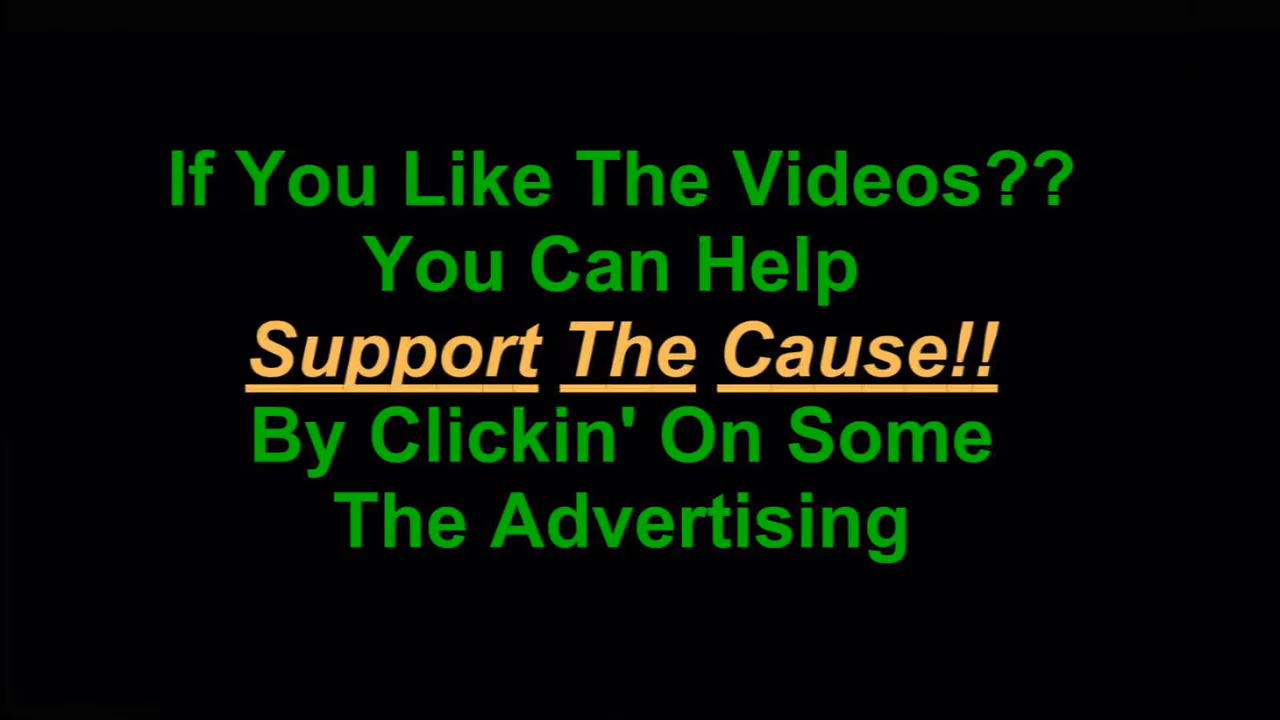 If You Like The Videos??
You Can Help
Support The Cause!!
By Clickin' On Some
The Advertising